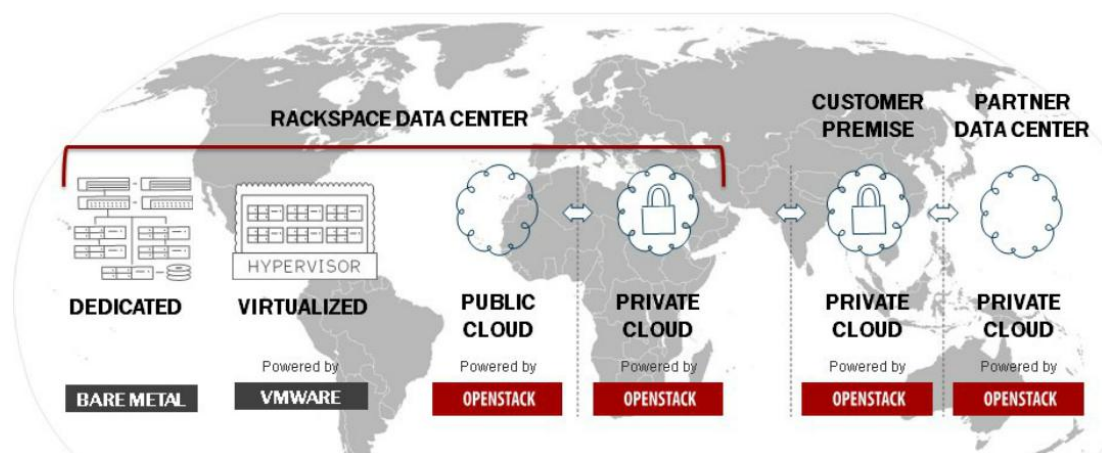 RACKSPACE DATA CENTER
CUSTOMER
PREMISE
PARTNER
DATA CENTER
HYPERVISOR
DEDICATED
VIRTUALIZED
PUBLIC
CLOUD
PRIVATE
CLOUD
PRIVATE
CLOUD
PRIVATE
CLOUD
Powered by
Powered by
Powered by
Powered by
Powered by
BARE METAL
VMWARE
OPENSTACK
OPENSTACK
OPENSTACK
OPENSTACK